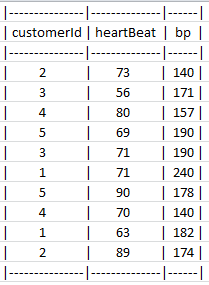 |---------------|---------------|------|
| customerId | heartBeat | bp |
|---------------|---------------|------|
| 2 | 73 | 140 |
| 3 | 56 | 171 |
| 4 | 80 | 157 |
| 5 | 69 | 190 |
| 3 | 71 | 190 |
| 1 | 71 | 240 |
| 5 | 90 | 178 |
| 4 | 70 | 140 |
| 1 | 63 | 182 |
| 2 | 89 | 174 |
|---------------|---------------|------|